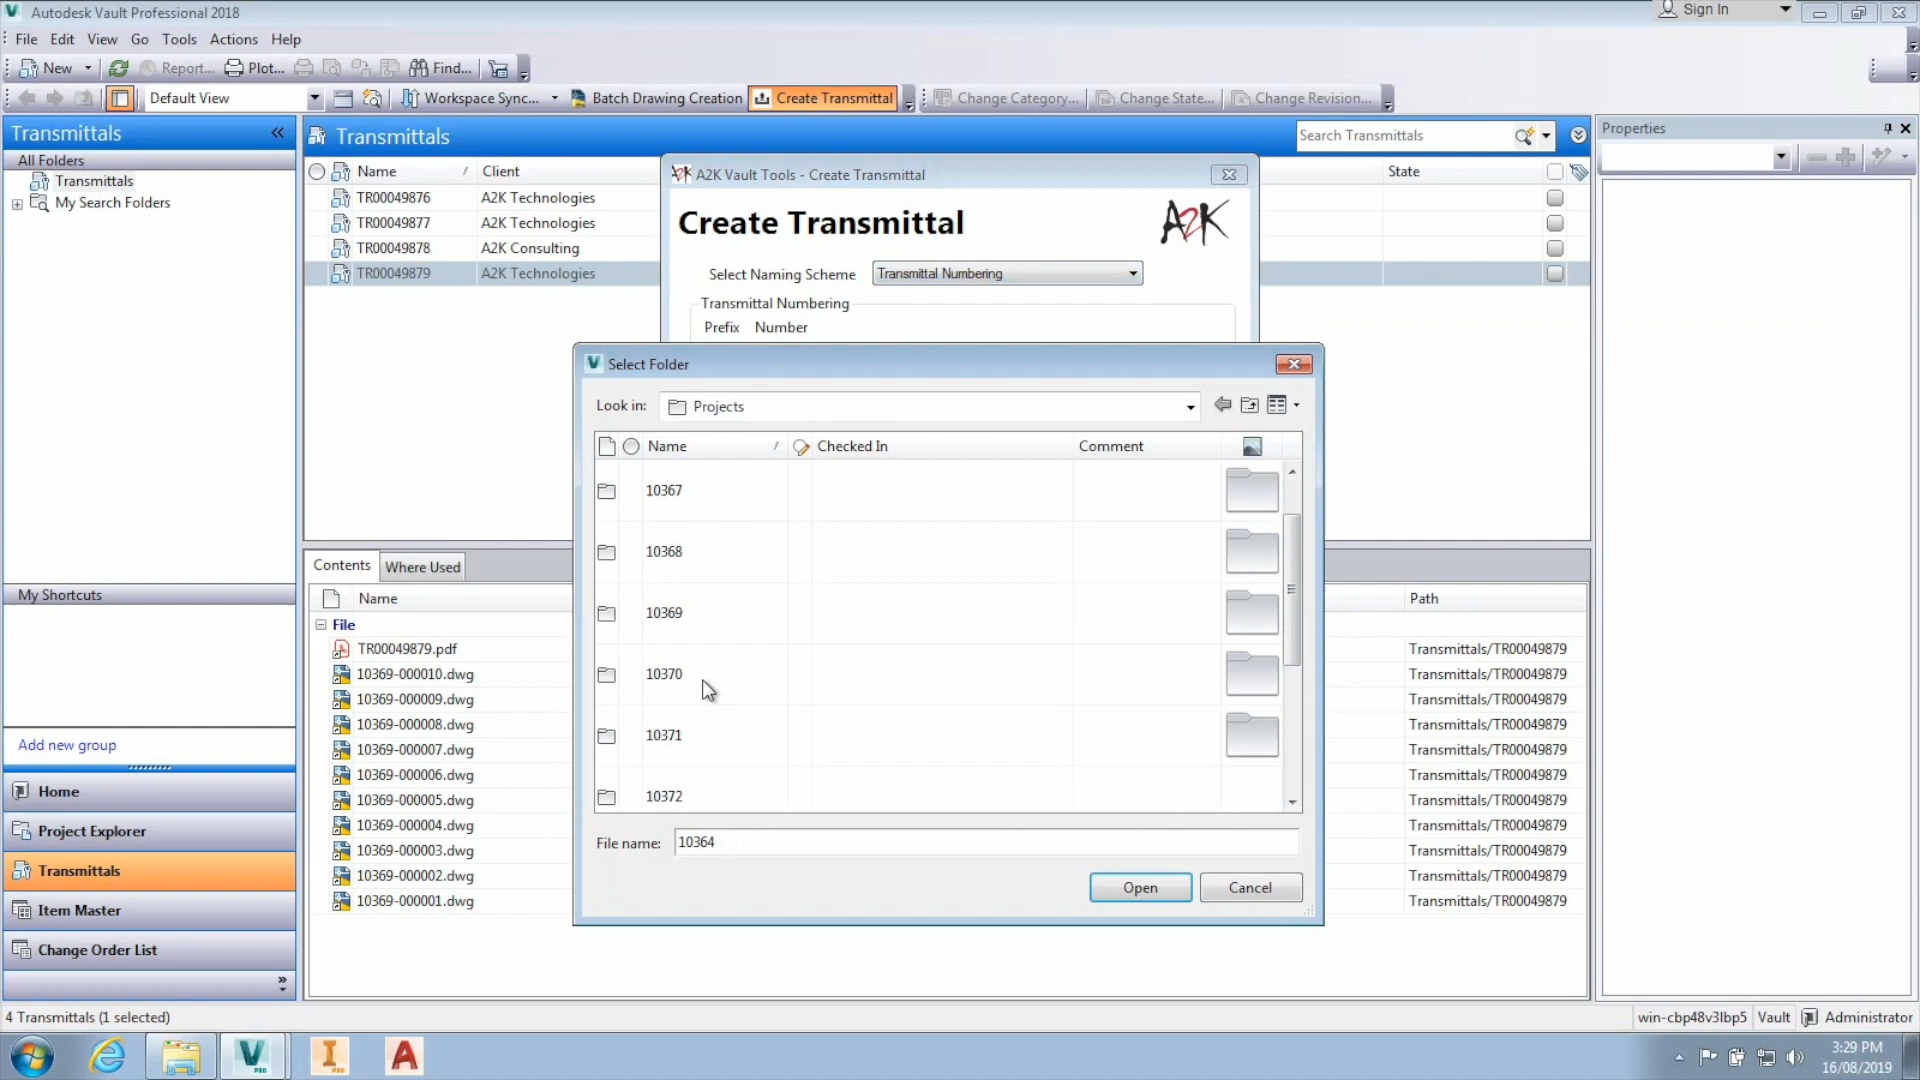 Autodesk Vault Professional 2018
Sign In
File Edit View Go Tools Actions Help
New Report... Plot... Find...
Default View Workspace Sync... Batch Drawing Creation Create Transmittal Change Category... Change State... Change Revision...
Transmittals
All Folders
Transmittals
My Search Folders
My Shortcuts
Add new group
Home
Project Explorer
Transmittals
Item Master
Change Order List
Transmittals
Search Transmittals
Name Client State
TR00049876 A2K Technologies
TR00049877 A2K Technologies
TR00049878 A2K Consulting
TR00049879 A2K Technologies
Properties
A2K Vault Tools - Create Transmittal
Create Transmittal
A2K
Select Naming Scheme Transmittal Numbering
Transmittal Numbering
Prefix Number
Select Folder
Look in: Projects
Name Checked In Comment
10367
10368
10369
10370
10371
10372
File name: 10364
Open Cancel
Contents Where Used
Name Path
File
TR00049879.pdf Transmittals/TR00049879
10369-000010.dwg Transmittals/TR00049879
10369-000009.dwg Transmittals/TR00049879
10369-000008.dwg Transmittals/TR00049879
10369-000007.dwg Transmittals/TR00049879
10369-000006.dwg Transmittals/TR00049879
10369-000005.dwg Transmittals/TR00049879
10369-000004.dwg Transmittals/TR00049879
10369-000003.dwg Transmittals/TR00049879
10369-000002.dwg Transmittals/TR00049879
10369-000001.dwg Transmittals/TR00049879
4 Transmittals (1 selected)
win-cbp48v3lbp5 Vault Administrator
3:29 PM
16/08/2019